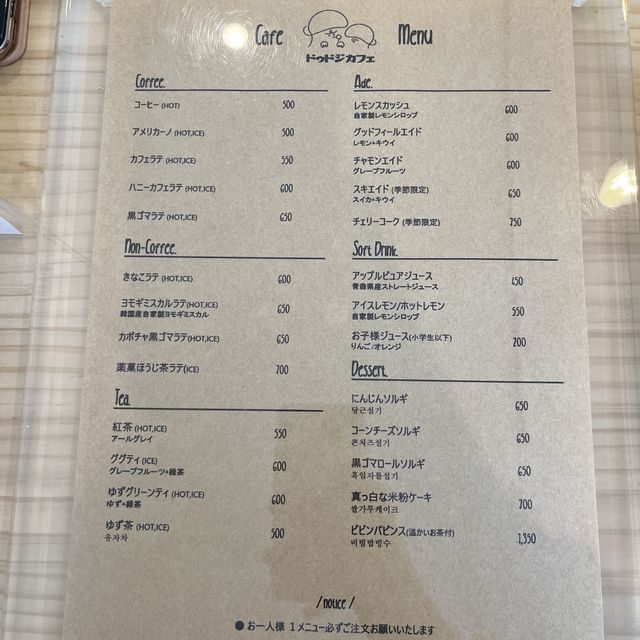 Cafe Menu
ドゥドジカフェ
Coffee.
コーヒー (HOT) 500
アメリカーノ (HOT,ICE) 500
カフェラテ (HOT,ICE) 550
ハニーカフェラテ (HOT,ICE) 600
黒ゴマラテ (HOT,ICE) 650
Non-Coffee.
きなこラテ (HOT,ICE) 600
ヨモギミスカルラテ(HOT,ICE) 650
韓国産自家製ヨモギミスカル
カボチャ黒ゴマラテ(HOT,ICE) 650
薬菓ほうじ茶ラテ(ICE) 700
Tea.
紅茶 (HOT,ICE) 550
アールグレイ
ググティ (ICE) 600
グレープフルーツ+緑茶
ゆずグリーンティ (HOT,ICE) 600
ゆず+緑茶
ゆず茶 (HOT,ICE) 500
유자차
Ade.
レモンスカッシュ 600
自家製レモンシロップ
グッドフィールエイド 600
レモン+キウイ
チャモンエイド 600
グレープフルーツ
スキエイド (季節限定) 650
スイカ+キウイ
チェリーコーク (季節限定) 750
Soft Drink.
アップルピュアジュース 450
青森県産ストレートジュース
アイスレモン/ホットレモン 550
自家製レモンシロップ
お子様ジュース(小学生以下) 200
りんご/オレンジ
Dessert.
にんじんソルギ 650
당근설기
コーンチーズソルギ 650
콘치즈설기
黒ゴマロールソルギ 650
흑임자롤설기
真っ白な米粉ケーキ 700
쌀가루케이크
ビビンパピンス(温かいお茶付) 1,350
비빔밥빙수
/notice/
● お一人様 1メニュー必ずご注文お願いいたします